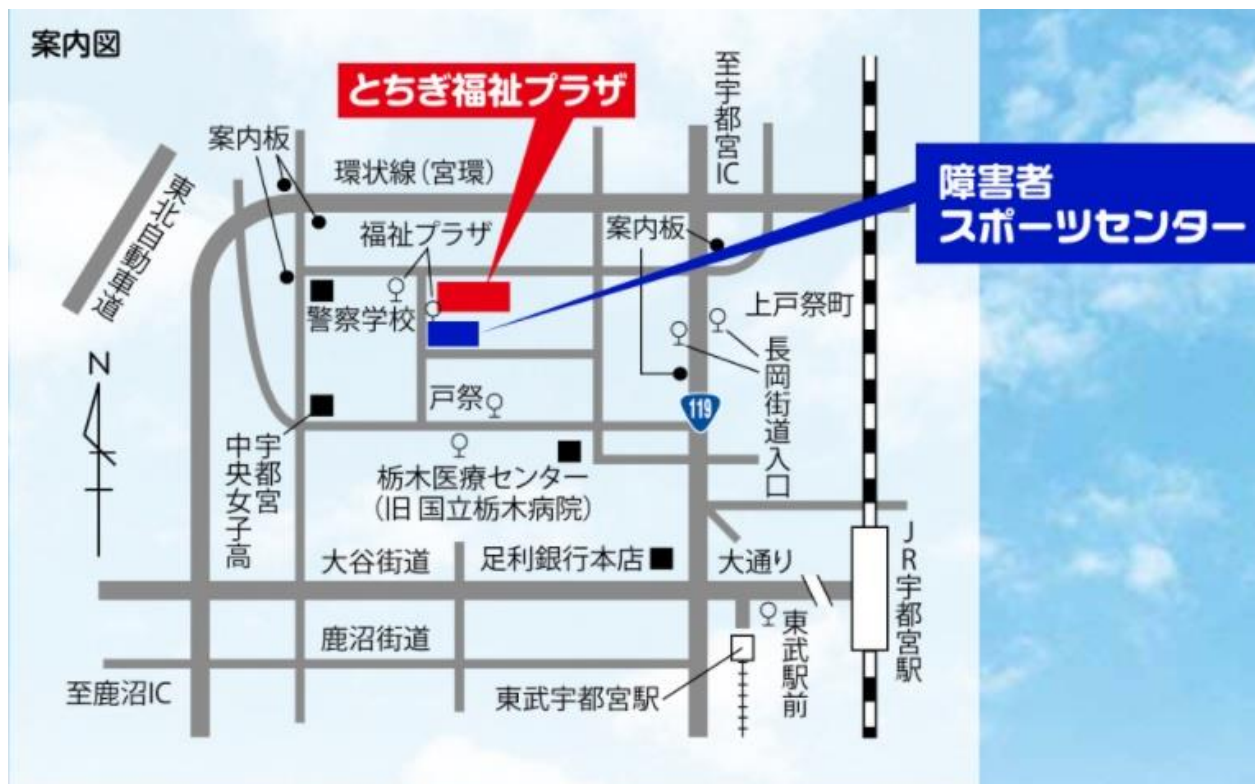 案内図
とちぎ福祉プラザ
至宇都宮IC
案内板
環状線（宮環）
障害者
スポーツセンター
東北自動車道
福祉プラザ
案内板
警察学校
上戸祭町
長岡街道入口
N
戸祭
119
宇都宮
中央女子高
栃木医療センター
（旧 国立栃木病院）
大谷街道
足利銀行本店
大通り
JR宇都宮駅
鹿沼街道
東武駅前
至鹿沼IC
東武宇都宮駅